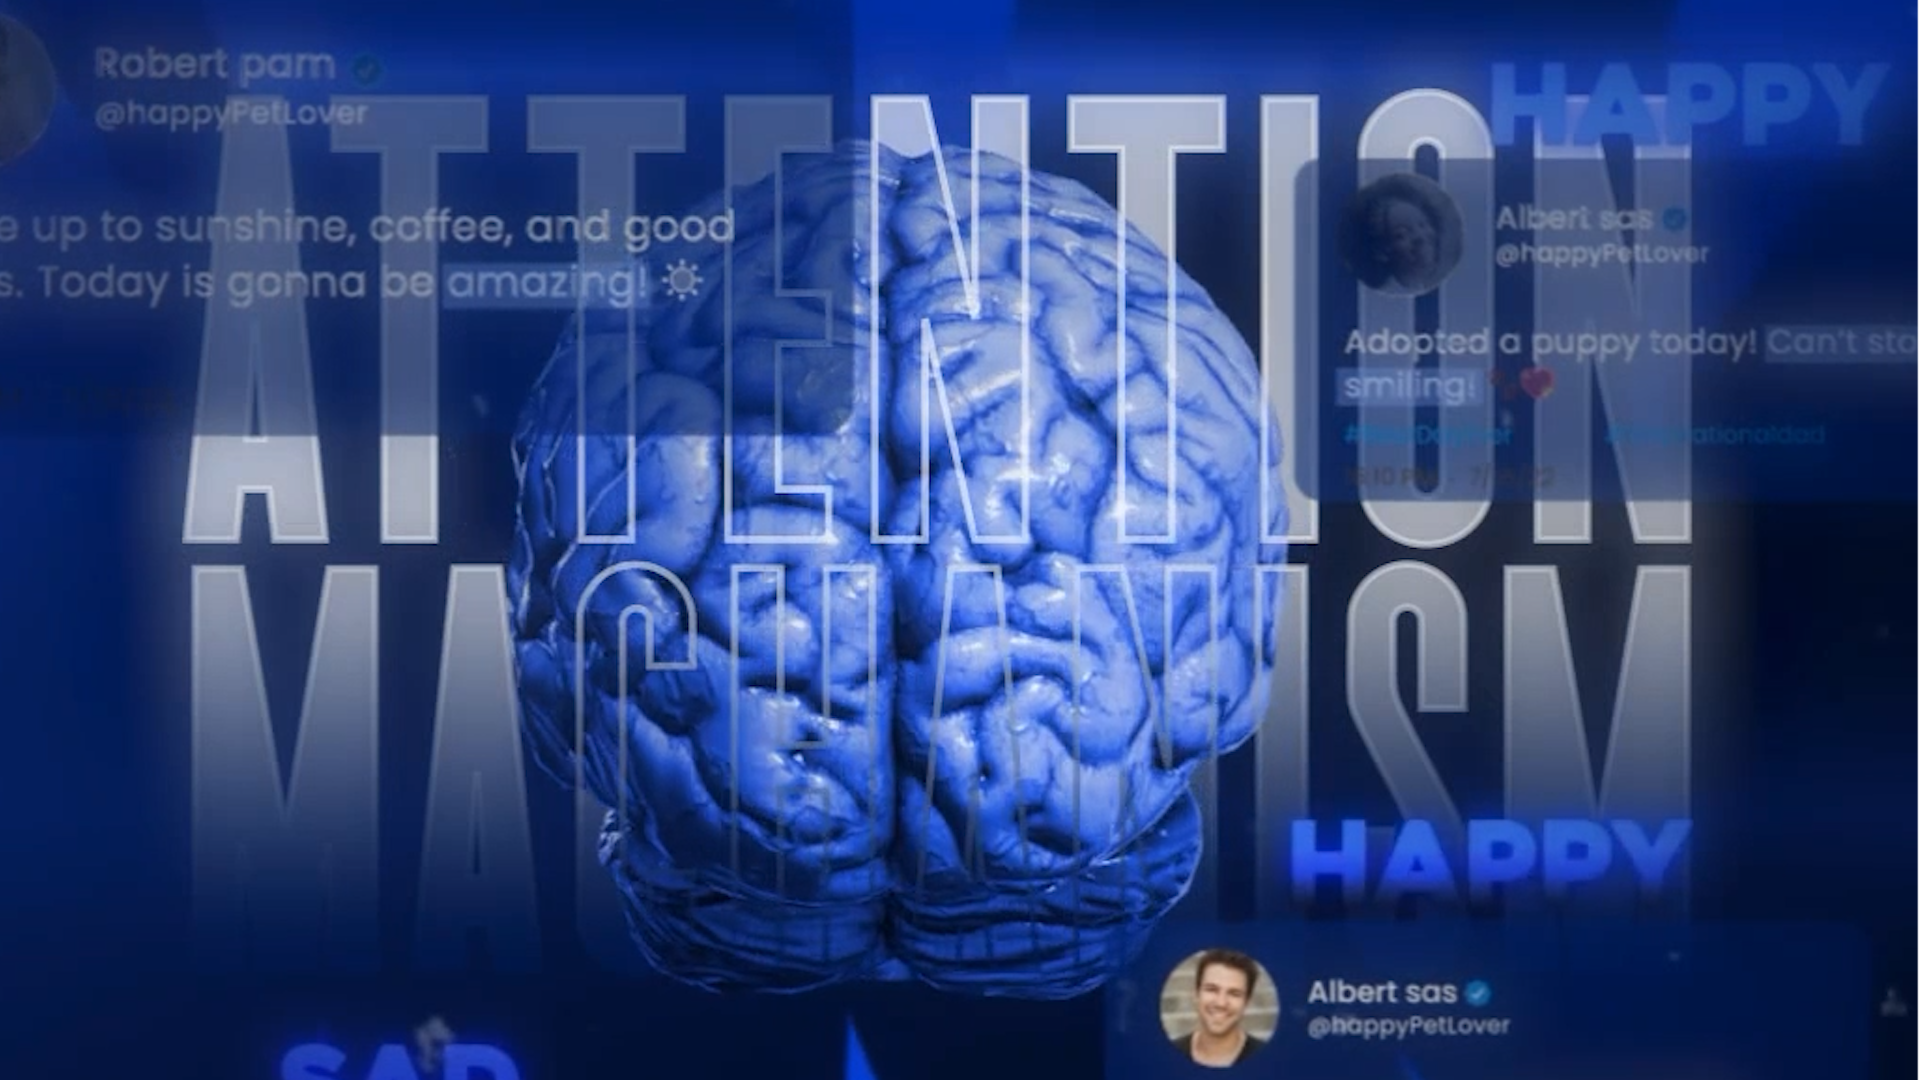 Robert pam
@happyPetLover
e up to sunshine, coffee, and good
s. Today is gonna be amazing!
ATTENTION
MACHANISM
HAPPY
Albert sas
@happyPetLover
Adopted a puppy today! Can't sto
smiling!
HAPPY
Albert sas
@happyPetLover
SAD